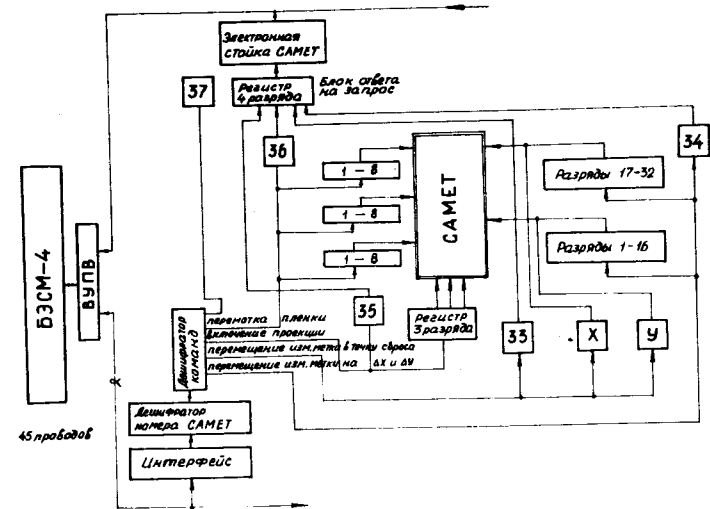 Электронная
стойка САМЕТ
37
Регистр
4 разряда
Блок ответа
на запрос
36
34
1 – 8
1 – 8
1 – 8
САМЕТ
Разряды 17-32
Разряды 1-16
БЭСМ-4
ВУПВ
35
Регистр
3 разряда
33
Х
У
Дешифратор
команд
перемотка пленки
включение проекции
перемещение изм. метка в точку сброса
перемещение изм. метки на ΔХ и ΔУ
Дешифратор
номера САМЕТ
45 проводов
Интерфейс